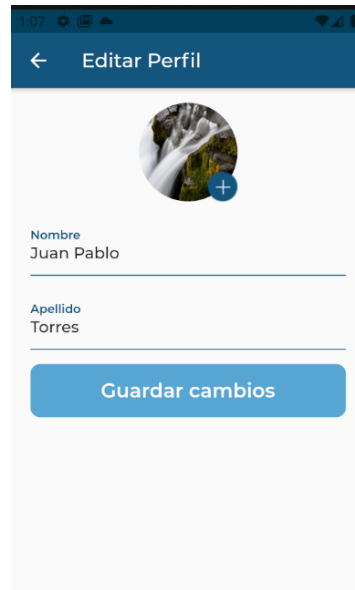 1:07
Editar Perfil
Nombre
Juan Pablo
Apellido
Torres
Guardar cambios